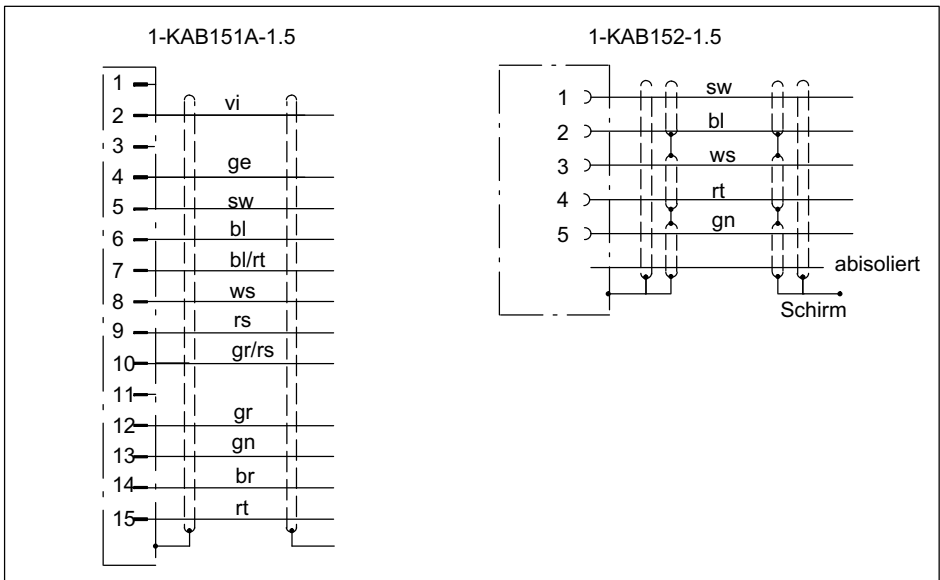 1-KAB151A-1.5
1
2 vi
3
4 ge
5 sw
6 bl
7 bl/rt
8 ws
9 rs
10 gr/rs
11
12 gr
13 gn
14 br
15 rt
1-KAB152-1.5
1 sw
2 bl
3 ws
4 rt
5 gn
abisoliert
Schirm